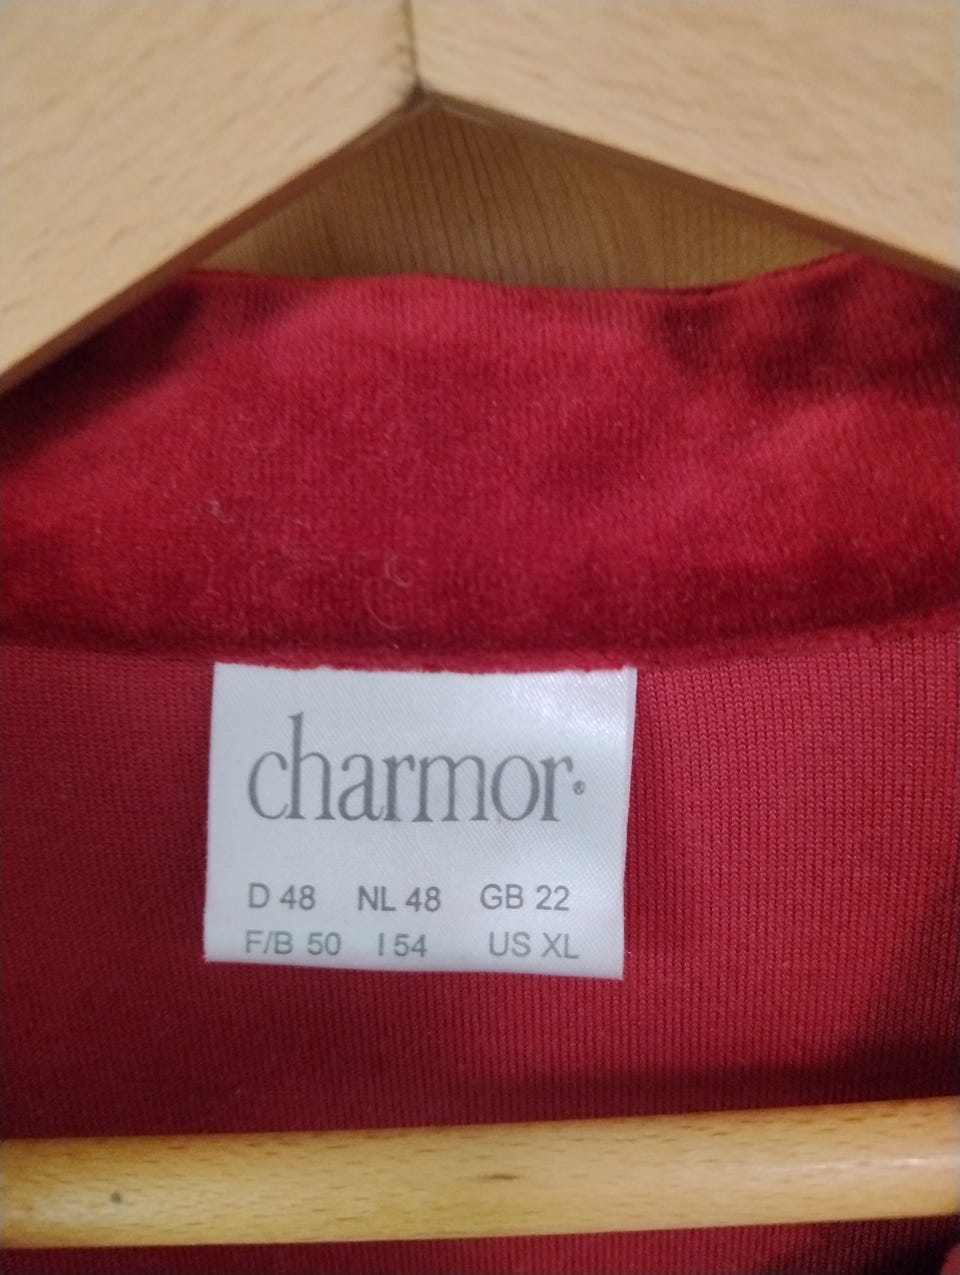 charmor®
D 48 NL 48 GB 22
F/B 50 I 54 US XL